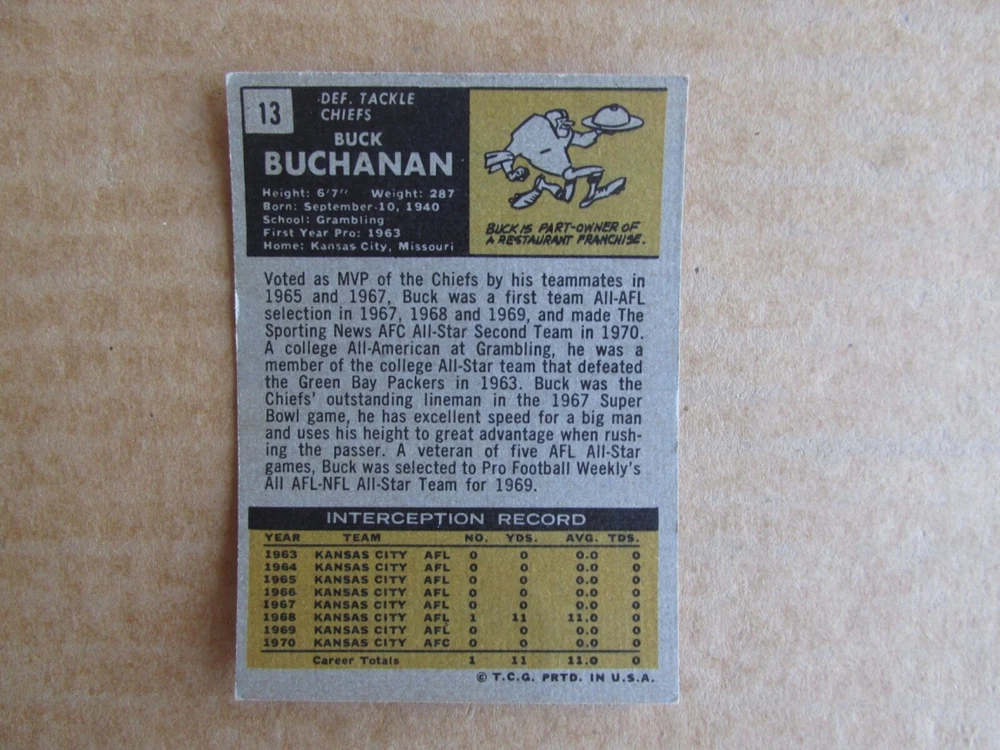 13
DEF. TACKLE
CHIEFS
BUCK
BUCHANAN
Height: 6'7" Weight: 287
Born: September 10, 1940
School: Grambling
First Year Pro: 1963
Home: Kansas City, Missouri
BUCK IS PART-OWNER OF
A RESTAURANT FRANCHISE.
Voted as MVP of the Chiefs by his teammates in
1965 and 1967, Buck was a first team All-AFL
selection in 1967, 1968 and 1969, and made The
Sporting News AFC All-Star Second Team in 1970.
A college All-American at Grambling, he was a
member of the college All-Star team that defeated
the Green Bay Packers in 1963. Buck was the
Chiefs' outstanding lineman in the 1967 Super
Bowl game, he has excellent speed for a big man
and uses his height to great advantage when rush-
ing the passer. A veteran of five AFL All-Star
games, Buck was selected to Pro Football Weekly's
All AFL-NFL All-Star Team for 1969.
INTERCEPTION RECORD
YEAR TEAM NO. YDS. AVG. TDS.
1963 KANSAS CITY AFL 0 0 0.0 0
1964 KANSAS CITY AFL 0 0 0.0 0
1965 KANSAS CITY AFL 0 0 0.0 0
1966 KANSAS CITY AFL 0 0 0.0 0
1967 KANSAS CITY AFL 0 0 0.0 0
1968 KANSAS CITY AFL 1 11 11.0 0
1969 KANSAS CITY AFL 0 0 0.0 0
1970 KANSAS CITY AFC 0 0 0.0 0
Career Totals 1 11 11.0 0
© T.C.G. PRTD. IN U.S.A.